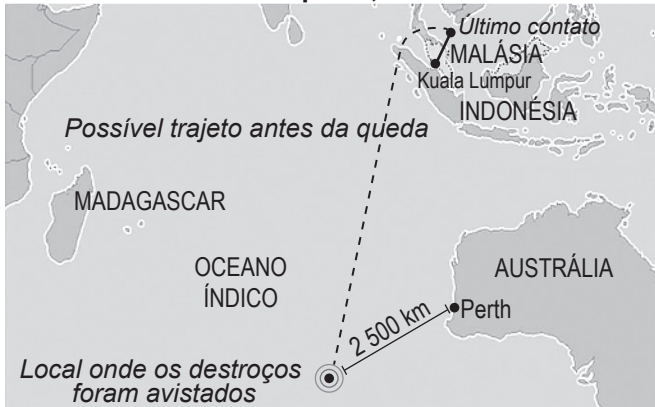 Último contato
MALÁSIA
Kuala Lumpur
INDONÉSIA
Possível trajeto antes da queda
MADAGASCAR
OCEANO
ÍNDICO
AUSTRÁLIA
Perth
2 500 km
Local onde os destroços
foram avistados